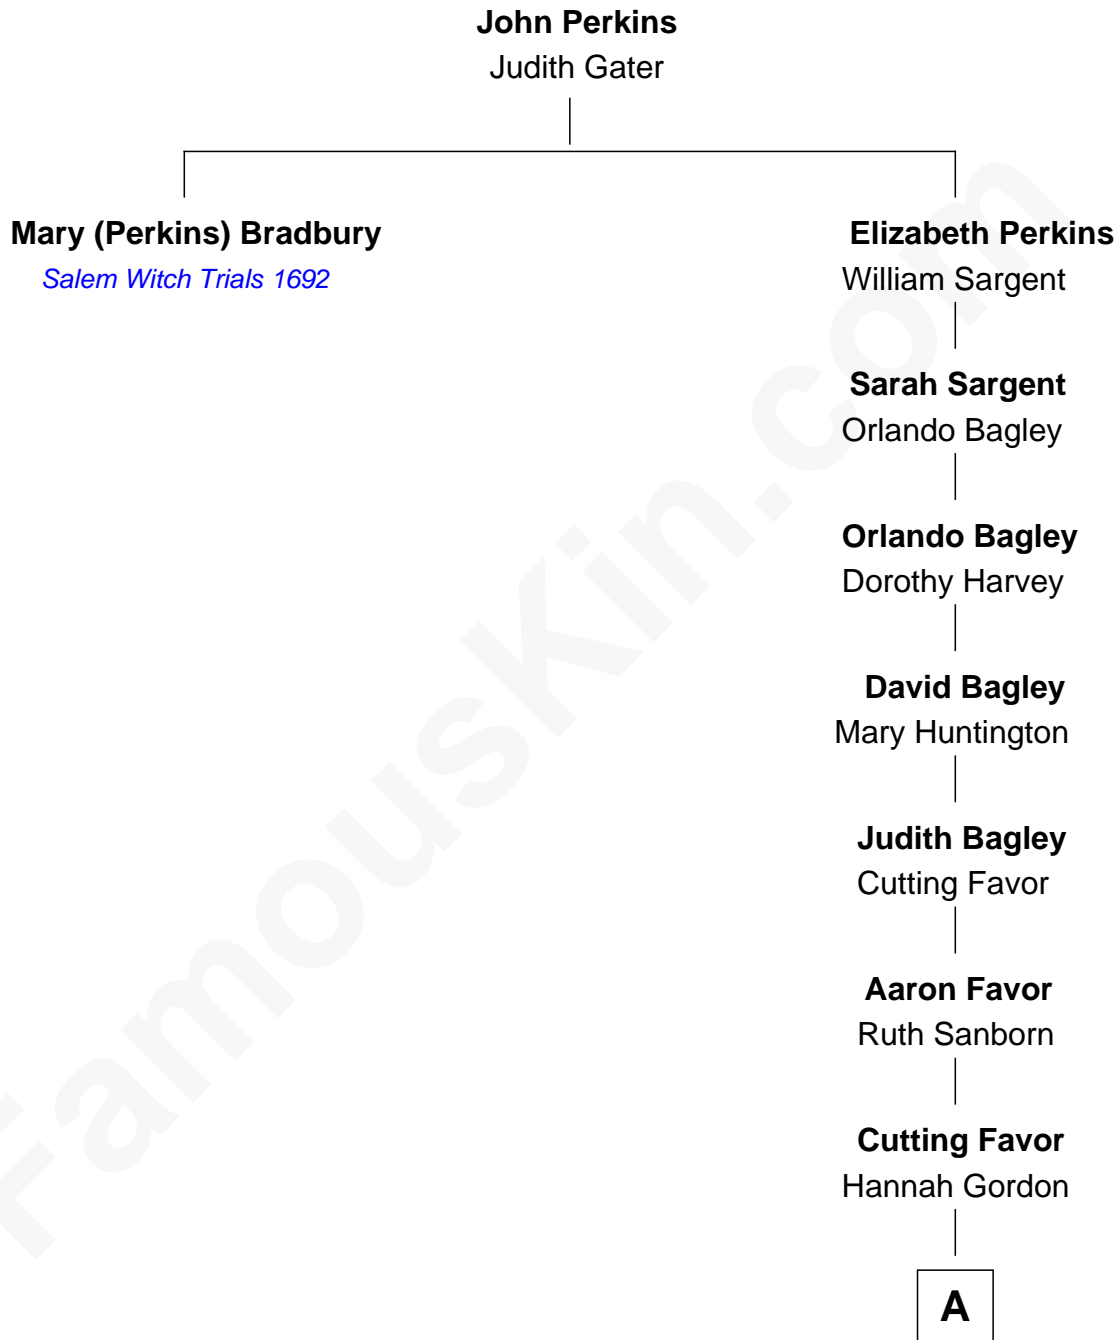 John Perkins
Judith Gater
Mary (Perkins) Bradbury
Salem Witch Trials 1692
Elizabeth Perkins
William Sargent
Sarah Sargent
Orlando Bagley
Orlando Bagley
Dorothy Harvey
David Bagley
Mary Huntington
Judith Bagley
Cutting Favor
Aaron Favor
Ruth Sanborn
Cutting Favor
Hannah Gordon
A
FamousKin.com